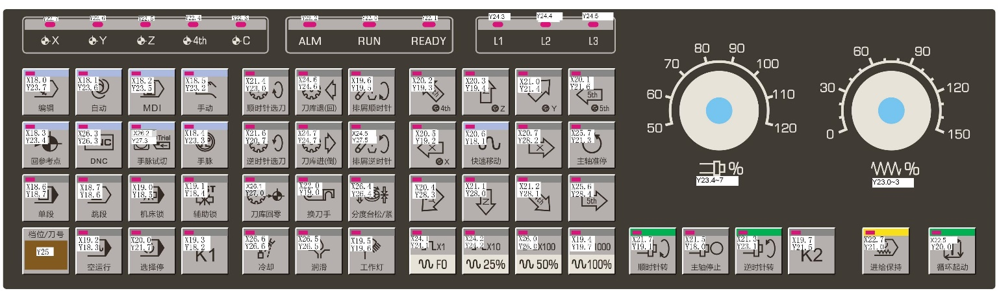 Y22.7 Y22.6 Y22.5 Y22.4 Y22.3 Y22.2 Y22.0 Y22.1 Y24.3 Y24.4 Y24.5
X Y Z 4th C ALM RUN READY L1 L2 L3
X18.0 X18.1 X18.2 X18.5 X21.4 X24.6 X19.6 X20.2 X20.3 X21.0 X20.1
Y23.7 Y23.6 Y23.5 Y23.2 Y23.0 Y24.6 Y19.5 Y19.3 Y21.4 Y21.6
4th Z Y 5th 5th
编辑 自动 MDI 手动 顺时针选刀 刀库退(回) 排屑顺时针
50 60 70 80 90 100 110 120
0 30 60 90 120 150
X18.3 X26.3 X26.2 X18.4 X21.6 X24.7 X24.5 X20.5 X20.6 X20.7 X25.7
Y23.4 Y26.3 Y27.3 Y23.3 Y20.7 Y24.7 Y27.5 Y19.2 Y18.1 Y28.2 Y21.3
Trial X X X
回参考点 DNC 手脉试切 手脉 逆时针选刀 刀库进(倒) 排屑逆时针 快速移动 主轴准停
% %
Y23.4~7 Y23.0~3
X18.6 X18.7 X19.0 X19.1 X26.1 X22.0 X26.4 X20.4 X21.1 X21.2 X25.6
Y18.7 Y18.6 Y18.5 Y18.4 Y27.0 Y19.0 Y26.4 Y28.3 Y28.0 Y28.1 Y28.4
Y Z 5th
单段 跳段 机床锁 辅助锁 刀库回零 换刀手 分度台松/紧
档位/刀号
Y25
X19.2 X20.0 X19.3 X26.6 X26.5 X19.5 X24.1 X24.2 X26.0 X19.4 X21.7 X21.5 X21.3 X19.7 X22.7 X22.5
Y18.3 Y21.7 Y18.2 Y26.6 Y26.5 Y19.6 Y24.1 Y24.2 Y26.0 Y19.7 Y19.1 Y18.0 Y23.1 Y21.5 Y21.0 Y20.0
X1 X10 X100 1000
K1 K2
空运行 选择停 冷却 润滑 工作灯 F0 25% 50% 100% 顺时针转 主轴停止 逆时针转 进给保持 循环起动